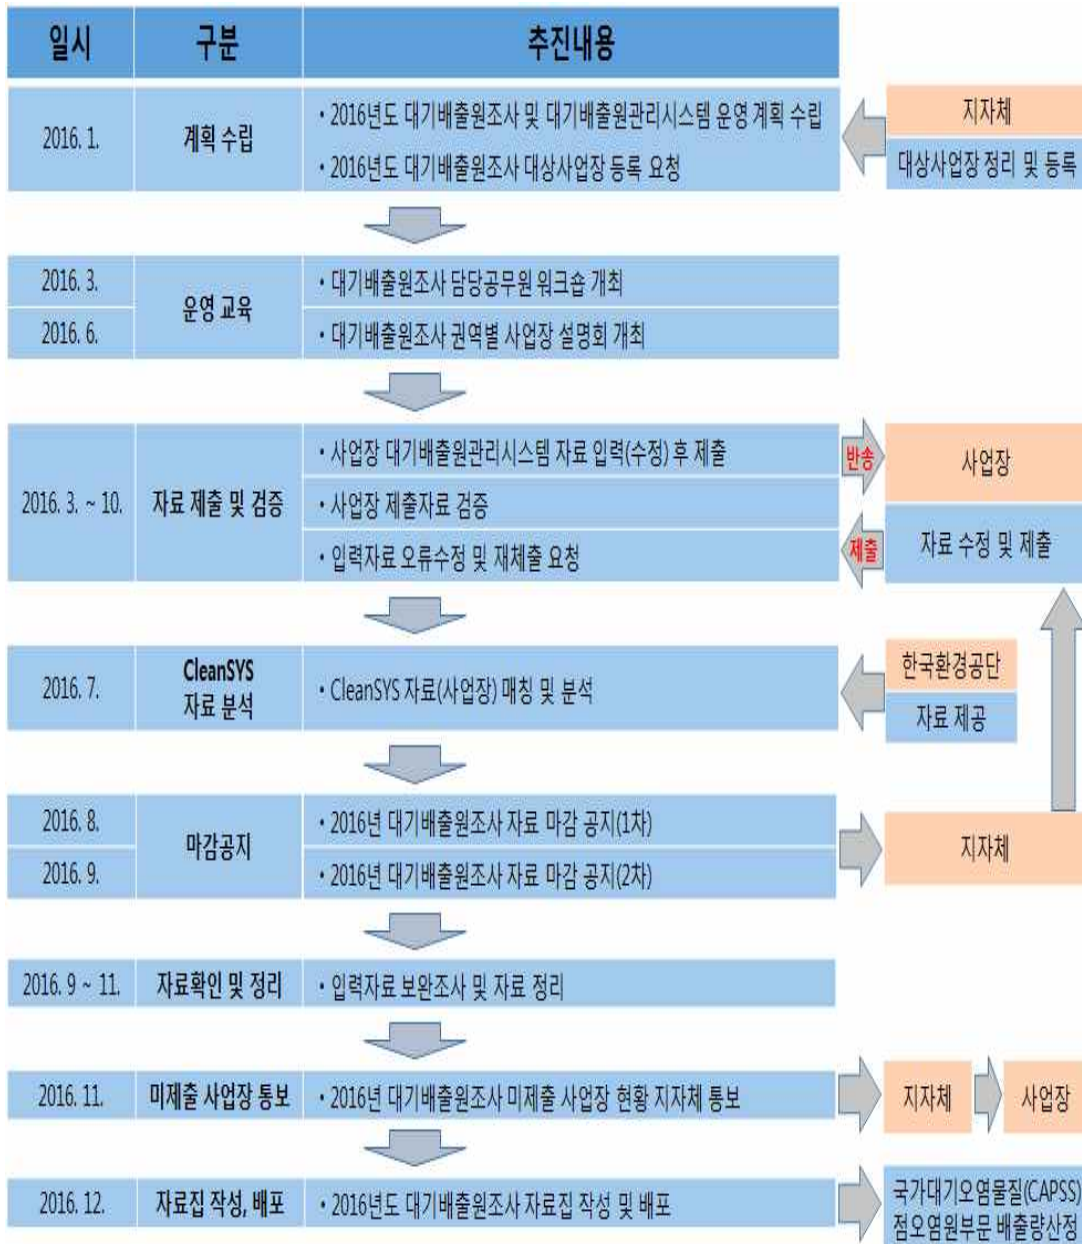 일시 구분 추진내용
2016. 1. 계획 수립
• 2016년도 대기배출원조사 및 대기배출원관리시스템 운영 계획 수립
• 2016년도 대기배출원조사 대상사업장 등록 요청
지자체
대상사업장 정리 및 등록
2016. 3.
• 대기배출원조사 담당공무원 워크숍 개최
운영 교육
2016. 6.
• 대기배출원조사 권역별 사업장 설명회 개최
2016. 3. ~ 10. 자료 제출 및 검증
• 사업장 대기배출원관리시스템 자료 입력(수정) 후 제출
• 사업장 제출자료 검증
• 입력자료 오류수정 및 재체출 요청
반송
제출
사업장
자료 수정 및 제출
2016. 7.
CleanSYS
자료 분석
• CleanSYS 자료(사업장) 매칭 및 분석
한국환경공단
자료 제공
2016. 8.
• 2016년 대기배출원조사 자료 마감 공지(1차)
마감공지
2016. 9.
• 2016년 대기배출원조사 자료 마감 공지(2차)
지자체
2016. 9 ~ 11. 자료확인 및 정리 • 입력자료 보완조사 및 자료 정리
2016. 11. 미제출 사업장 통보 • 2016년 대기배출원조사 미제출 사업장 현황 지자체 통보
지자체
사업장
2016. 12. 자료집 작성, 배포 • 2016년도 대기배출원조사 자료집 작성 및 배포
국가대기오염물질(CAPSS)
점오염원부문 배출량산정